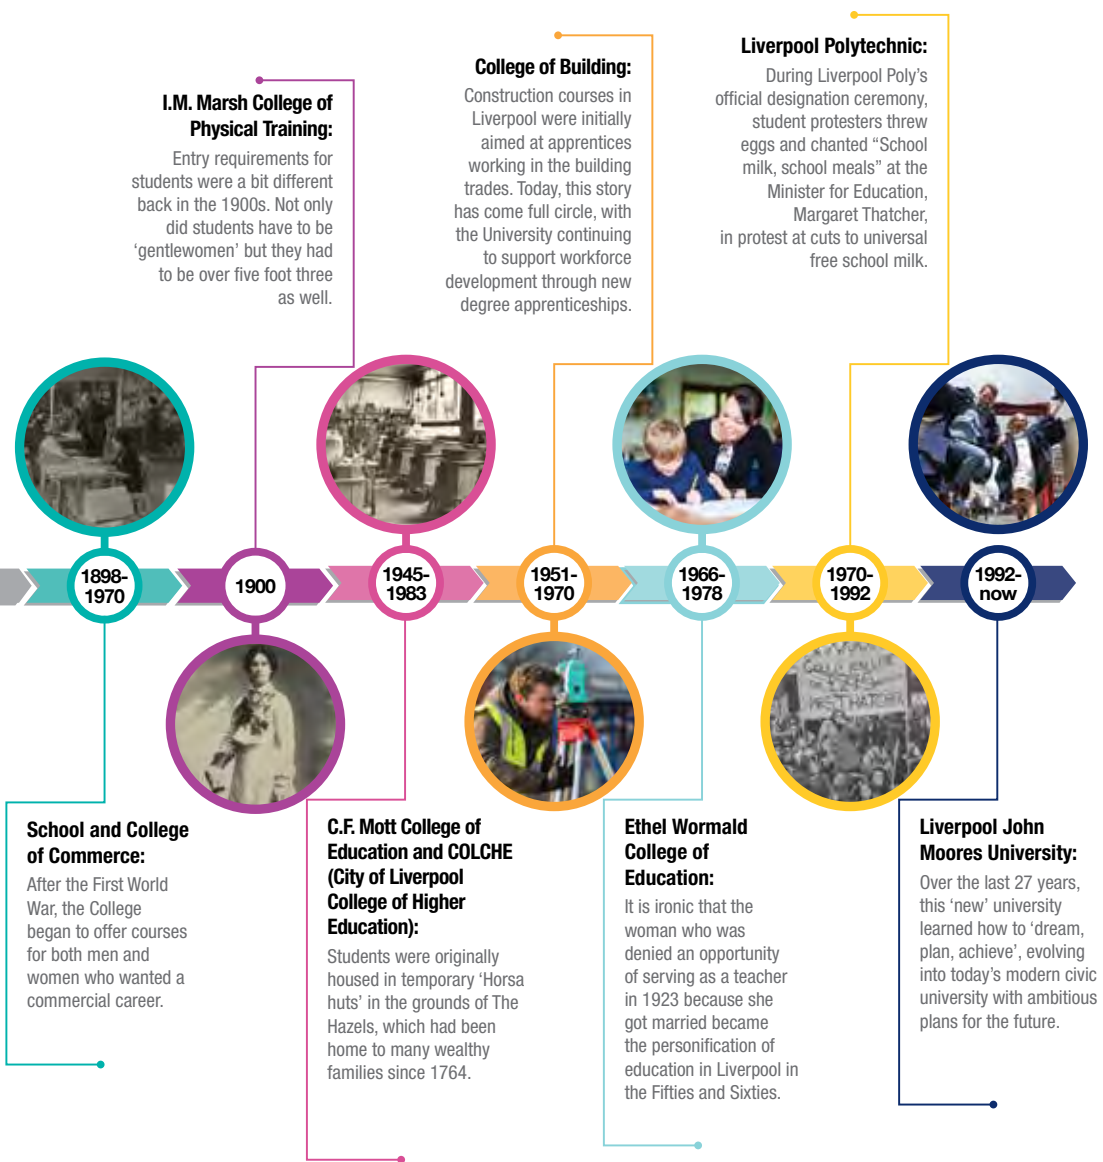 I.M. Marsh College of
Physical Training:
Entry requirements for
students were a bit different
back in the 1900s. Not only
did students have to be
‘gentlewomen’ but they had
to be over five foot three
as well.
College of Building:
Construction courses in
Liverpool were initially
aimed at apprentices
working in the building
trades. Today, this story
has come full circle, with
the University continuing
to support workforce
development through new
degree apprenticeships.
Liverpool Polytechnic:
During Liverpool Poly’s
official designation ceremony,
student protesters threw
eggs and chanted “School
milk, school meals” at the
Minister for Education,
Margaret Thatcher,
in protest at cuts to universal
free school milk.
1898-
1970
1900
1945-
1983
1951-
1970
1966-
1978
1970-
1992
1992-
now
THATCHER
School and College
of Commerce:
After the First World
War, the College
began to offer courses
for both men and
women who wanted a
commercial career.
C.F. Mott College of
Education and COLCHE
(City of Liverpool
College of Higher
Education):
Students were originally
housed in temporary ‘Horsa
huts’ in the grounds of The
Hazels, which had been
home to many wealthy
families since 1764.
Ethel Wormald
College of
Education:
It is ironic that the
woman who was
denied an opportunity
of serving as a teacher
in 1923 because she
got married became
the personification of
education in Liverpool in
the Fifties and Sixties.
Liverpool John
Moores University:
Over the last 27 years,
this ‘new’ university
learned how to ‘dream,
plan, achieve’, evolving
into today’s modern civic
university with ambitious
plans for the future.